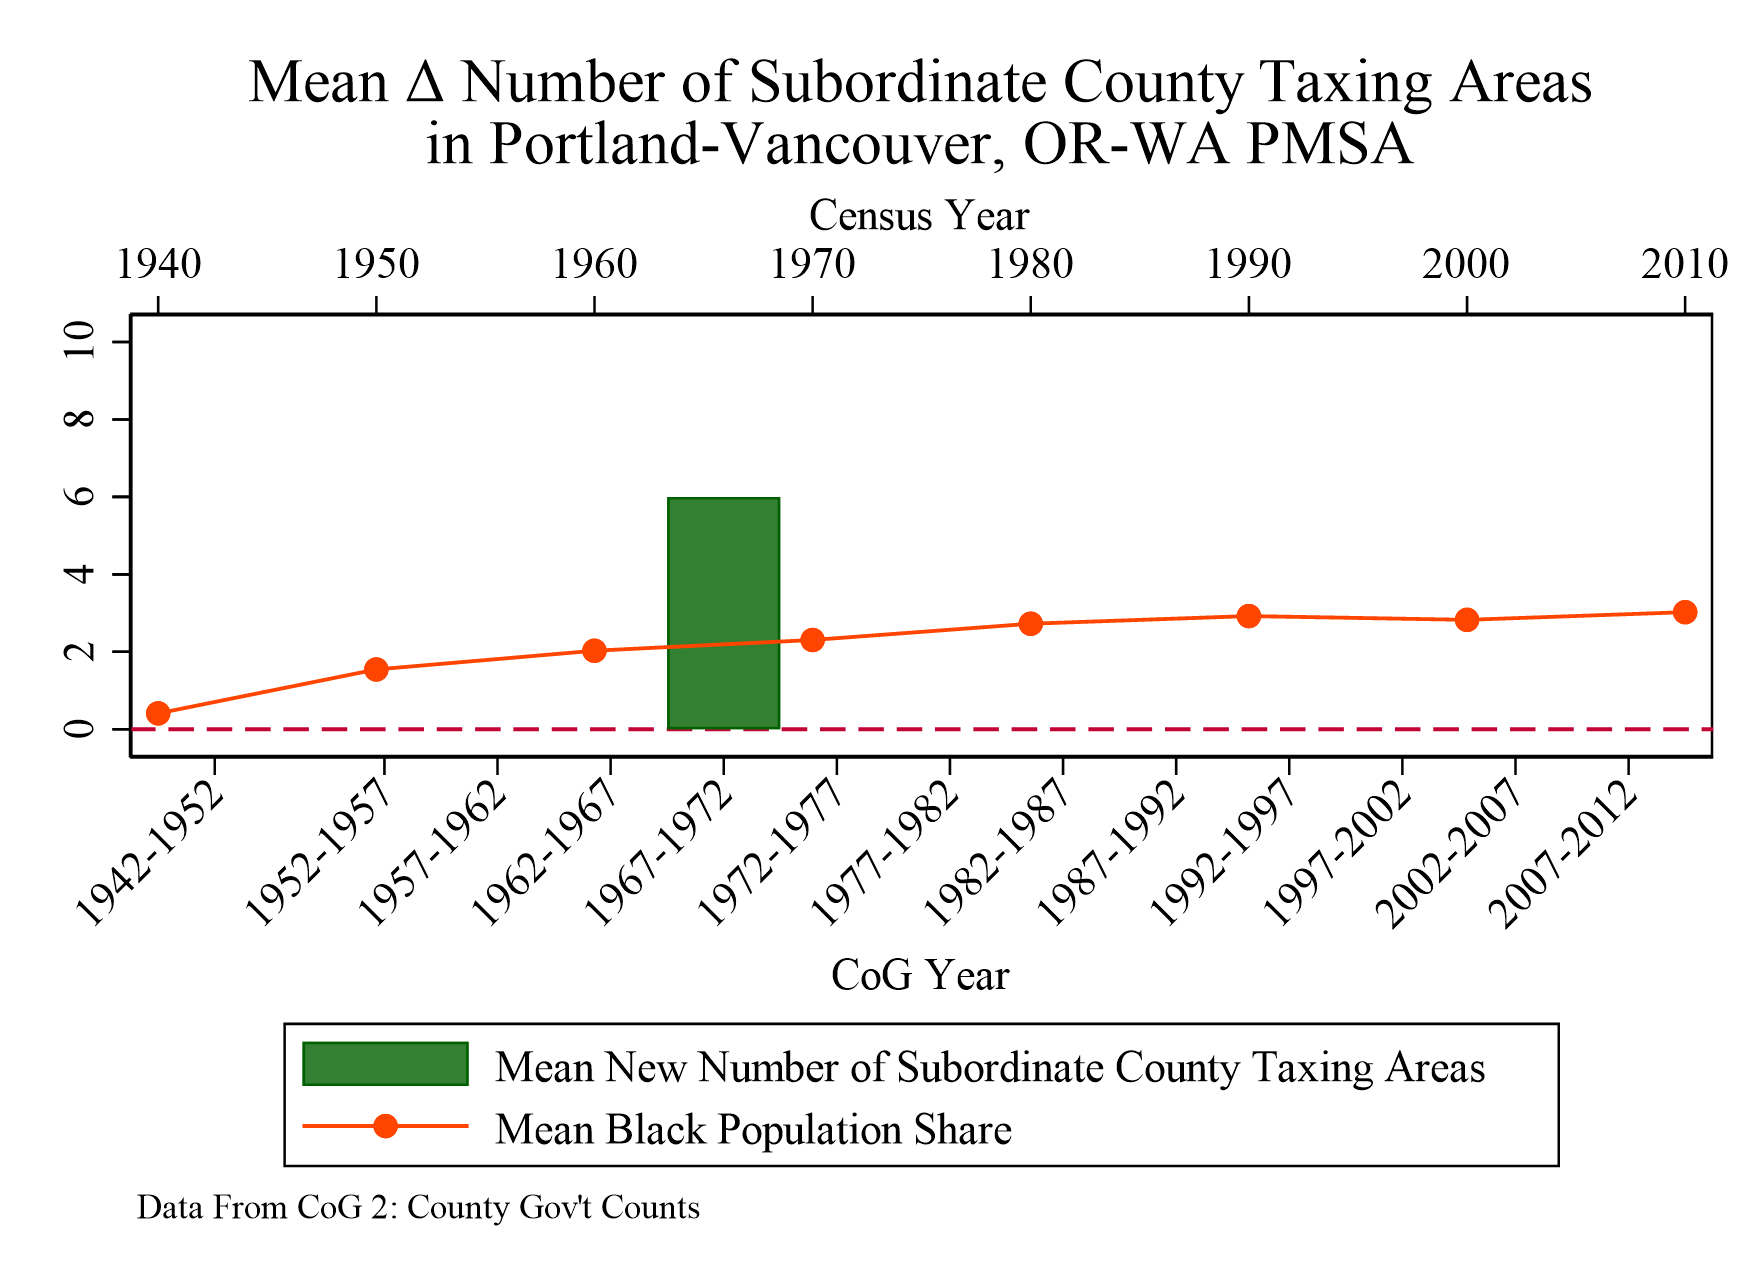 Mean Δ Number of Subordinate County Taxing Areas
in Portland-Vancouver, OR-WA PMSA
Census Year
1940 1950 1960 1970 1980 1990 2000 2010
10
8
6
4
2
0
1942-1952 1952-1957 1957-1962 1962-1967 1967-1972 1972-1977 1977-1982 1982-1987 1987-1992 1992-1997 1997-2002 2002-2007 2007-2012
CoG Year
Mean New Number of Subordinate County Taxing Areas
Mean Black Population Share
Data From CoG 2: County Gov't Counts